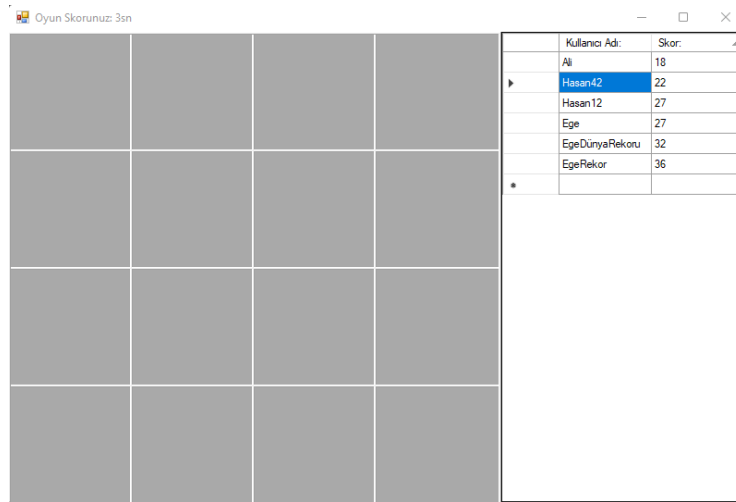 Oyun Skorunuz: 3sn
Kullanıcı Adı: Skor:
Ali 18
Hasan42 22
Hasan12 27
Ege 27
EgeDünyaRekoru 32
EgeRekor 36